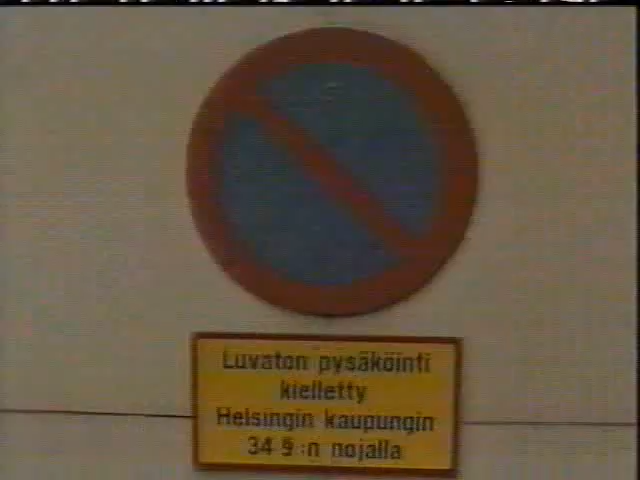 Luvaton pysäköinti
kielletty
Helsingin kaupungin
34 § :n nojalla